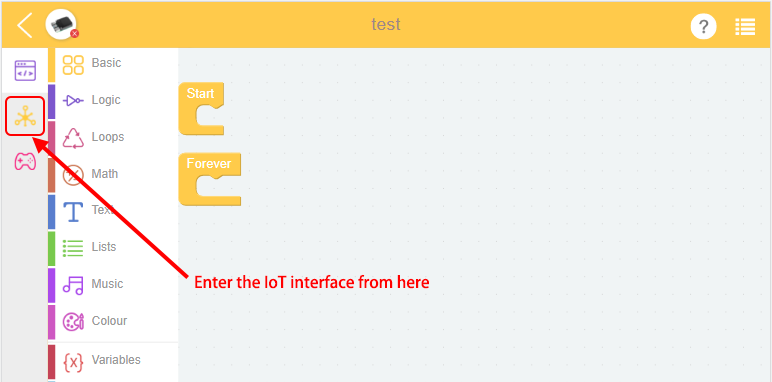 test
?
Basic
Logic
Loops
Math
Text
Lists
Music
Colour
Variables
Start
Forever
Enter the IoT interface from here